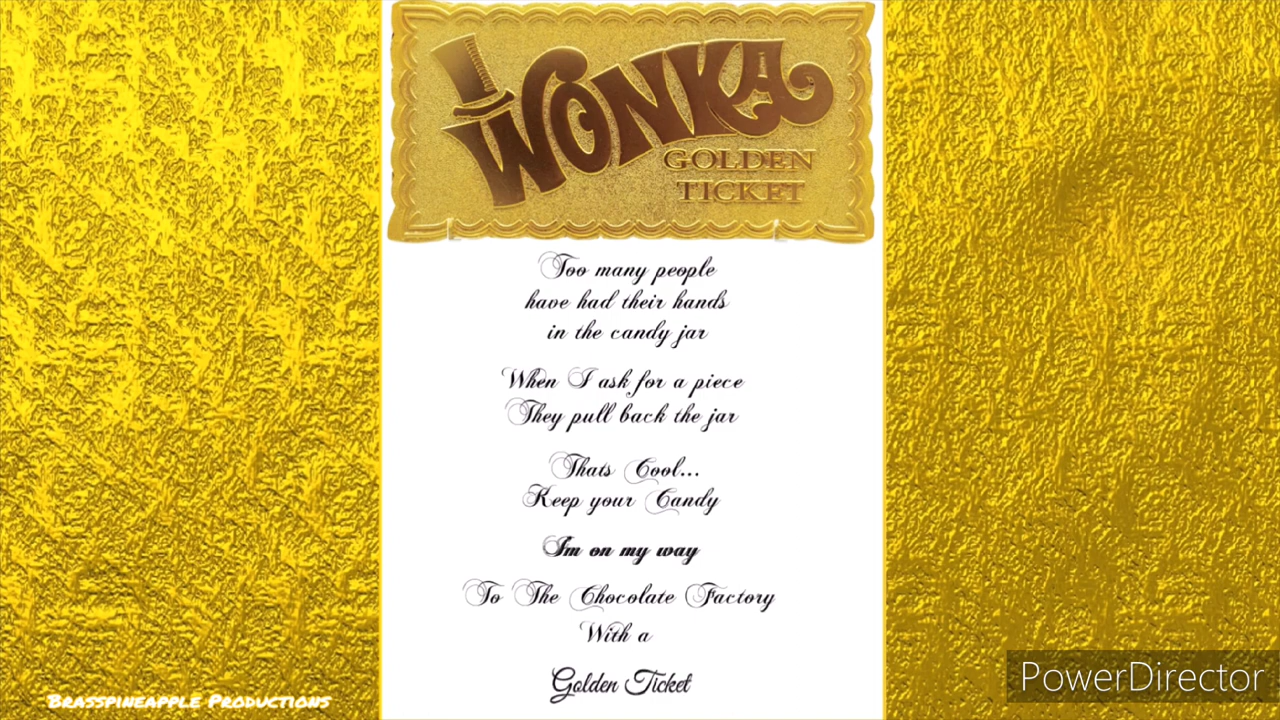 WONKA
GOLDEN
TICKET
Too many people
have had their hands
in the candy jar
When I ask for a piece
They pull back the jar
Thats Cool...
Keep your Candy
I'm on my way
To The Chocolate Factory
With a
Golden Ticket
BRASSPINEAPPLE PRODUCTIONS
PowerDirector